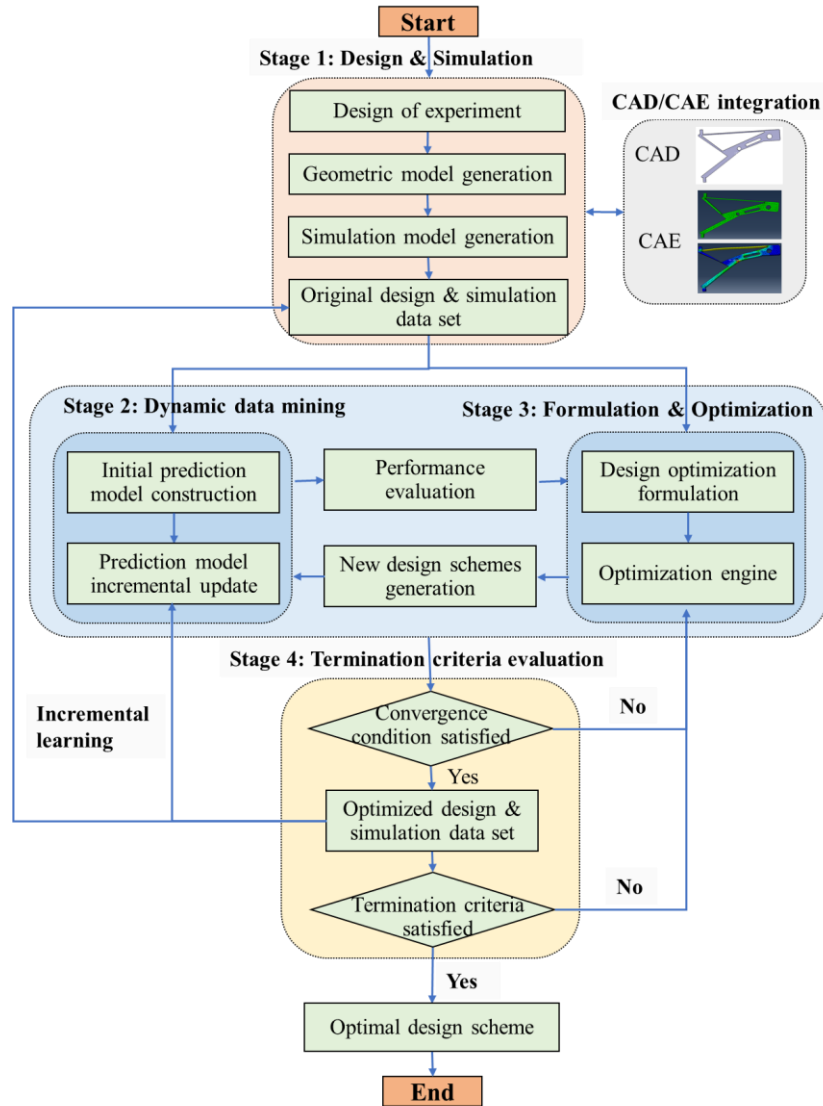 Start
Stage 1: Design & Simulation
Design of experiment
Geometric model generation
Simulation model generation
Original design & simulation
data set
CAD/CAE integration
CAD
CAE
Stage 2: Dynamic data mining
Stage 3: Formulation & Optimization
Initial prediction
model construction
Performance
evaluation
Design optimization
formulation
Prediction model
incremental update
New design schemes
generation
Optimization engine
Stage 4: Termination criteria evaluation
Incremental
learning
Convergence
condition satisfied
No
Yes
Optimized design &
simulation data set
Termination criteria
satisfied
No
Yes
Optimal design scheme
End